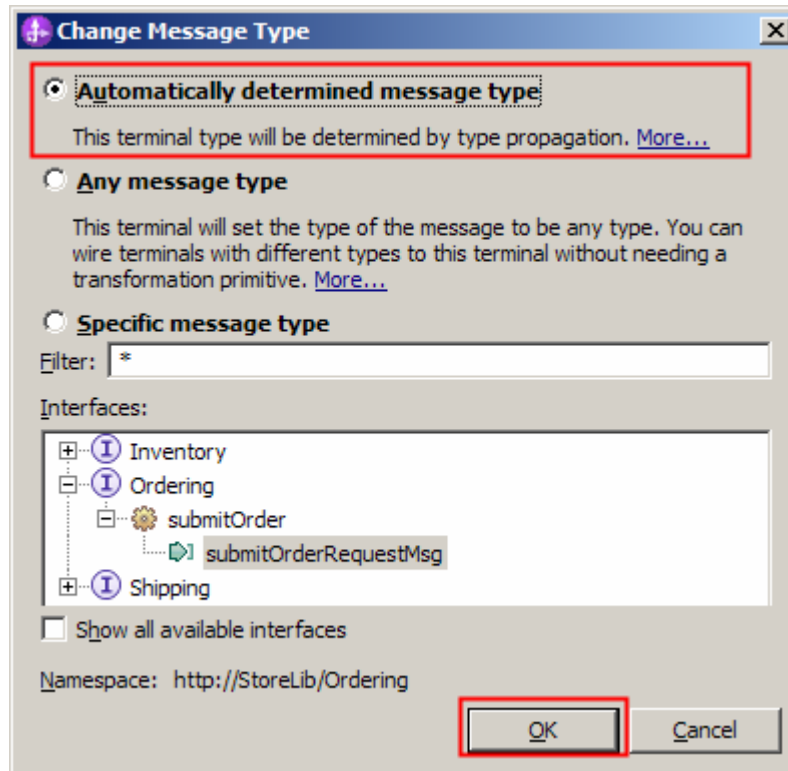 Change Message Type
Automatically determined message type
This terminal type will be determined by type propagation. More...
Any message type
This terminal will set the type of the message to be any type. You can
wire terminals with different types to this terminal without needing a
transformation primitive. More...
Specific message type
Filter: *
Interfaces:
Inventory
Ordering
submitOrder
submitOrderRequestMsg
Shipping
Show all available interfaces
Namespace: http://StoreLib/Ordering
OK Cancel